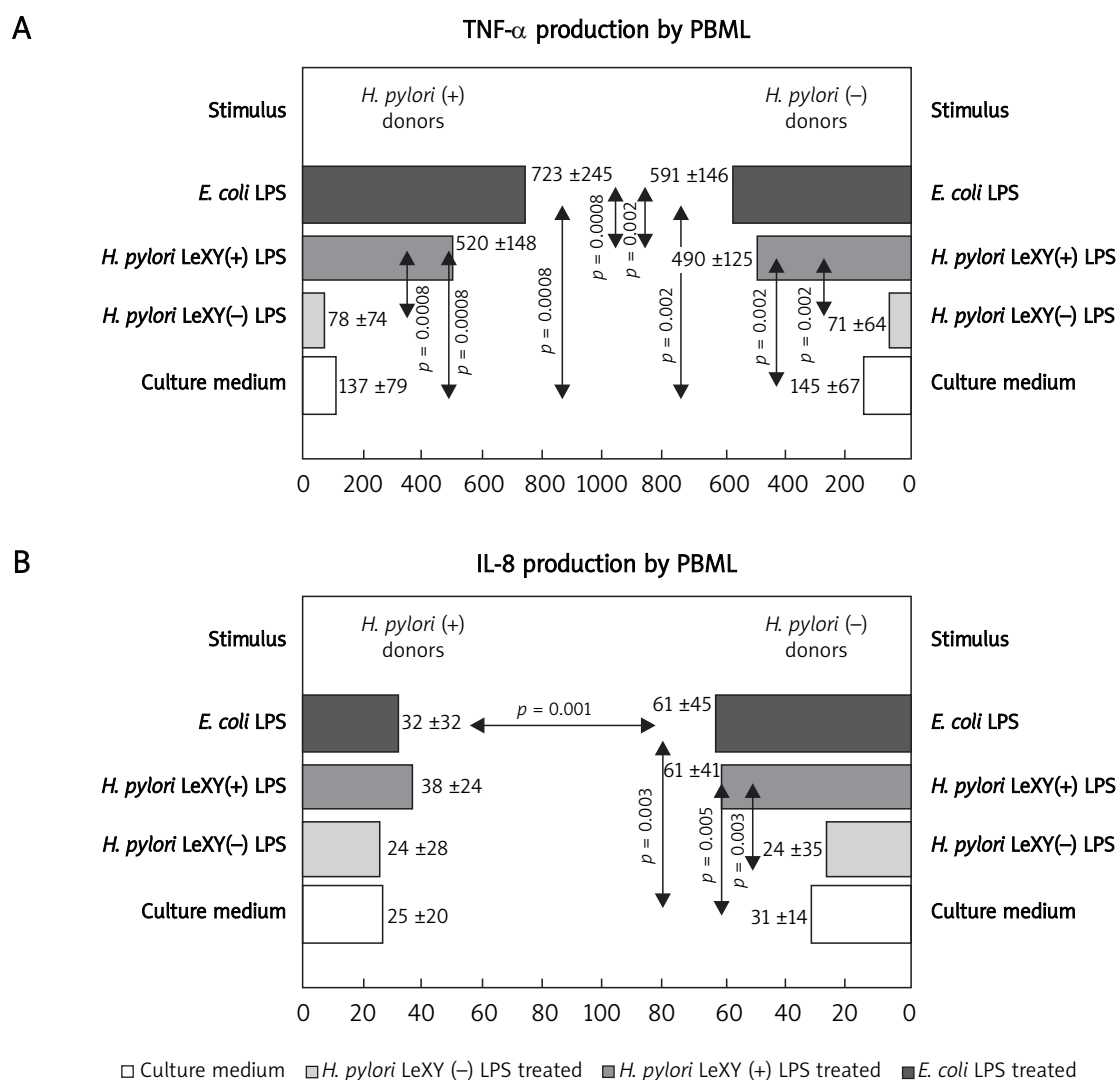 A
TNF-α production by PBML
Stimulus
H. pylori (+)
donors
H. pylori (–)
donors
Stimulus
E. coli LPS
723 ±245
p = 0.0008
p = 0.002
591 ±146
E. coli LPS
H. pylori LeXY(+) LPS
520 ±148
490 ±125
H. pylori LeXY(+) LPS
H. pylori LeXY(–) LPS
78 ±74
p = 0.0008
p = 0.0008
p = 0.0008
p = 0.002
p = 0.002
p = 0.002
71 ±64
H. pylori LeXY(–) LPS
Culture medium
137 ±79
145 ±67
Culture medium
0 200 400 600 800 1000 800 600 400 200 0
B
IL-8 production by PBML
Stimulus
H. pylori (+)
donors
H. pylori (–)
donors
Stimulus
E. coli LPS
32 ±32
p = 0.001
61 ±45
E. coli LPS
H. pylori LeXY(+) LPS
38 ±24
61 ±41
H. pylori LeXY(+) LPS
H. pylori LeXY(–) LPS
24 ±28
p = 0.003
p = 0.005
p = 0.003
24 ±35
H. pylori LeXY(–) LPS
Culture medium
25 ±20
31 ±14
Culture medium
0 20 40 60 80 100 80 60 40 20 0
Culture medium H. pylori LeXY (–) LPS treated H. pylori LeXY (+) LPS treated E. coli LPS treated